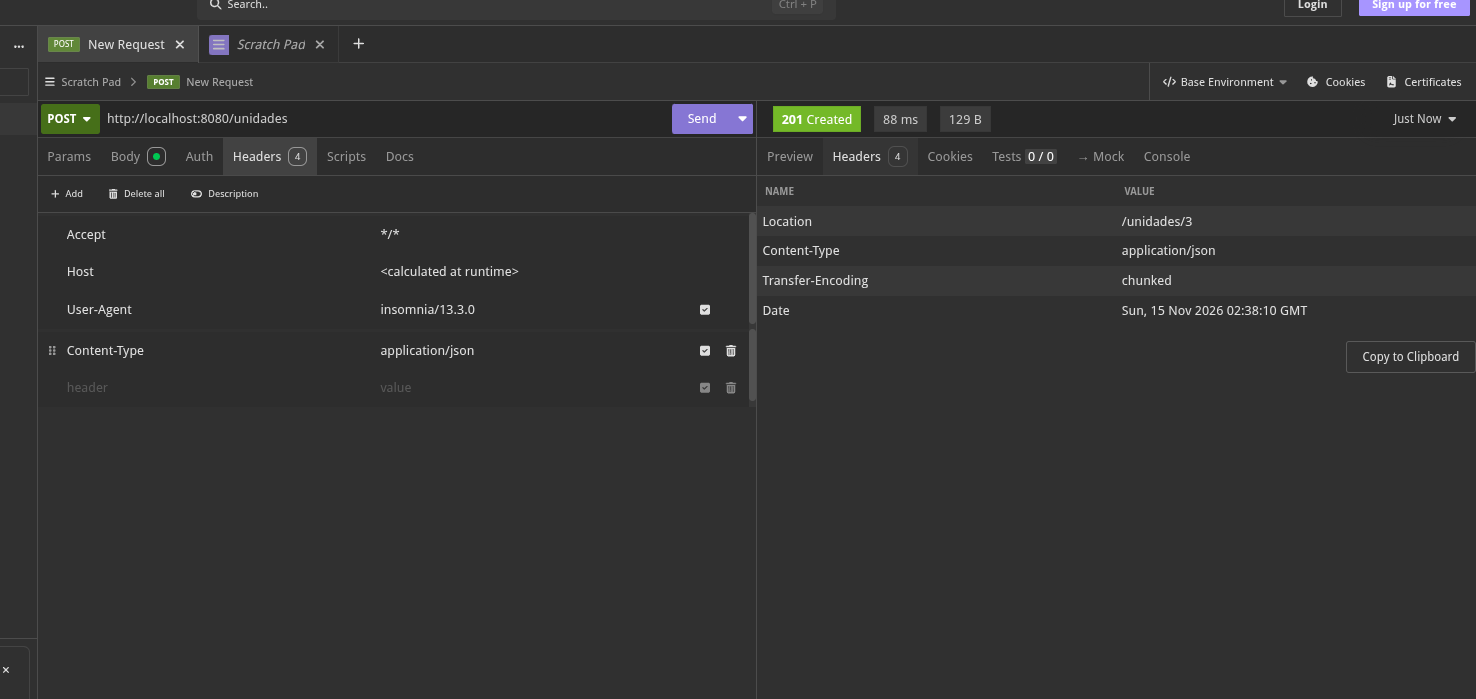 Search..
Ctrl + P
Login
Sign up for free
POST New Request
Scratch Pad
Scratch Pad
POST New Request
Base Environment
Cookies
Certificates
POST http://localhost:8080/unidades
Send
201 Created
88 ms
129 B
Just Now
Params
Body
Auth
Headers 4
Scripts
Docs
Preview
Headers 4
Cookies
Tests 0 / 0
→ Mock
Console
+ Add
Delete all
Description
Accept */*
Host <calculated at runtime>
User-Agent insomnia/13.3.0
Content-Type application/json
header value
NAME VALUE
Location /unidades/3
Content-Type application/json
Transfer-Encoding chunked
Date Sun, 15 Nov 2026 02:38:10 GMT
Copy to Clipboard